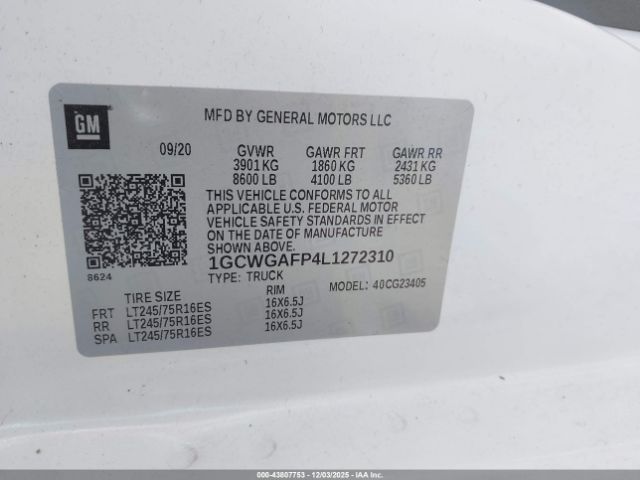 GM
MFD BY GENERAL MOTORS LLC
09/20 GVWR GAWR FRT GAWR RR
3901 KG 1860 KG 2431 KG
8600 LB 4100 LB 5360 LB
THIS VEHICLE CONFORMS TO ALL
APPLICABLE U.S. FEDERAL MOTOR
VEHICLE SAFETY STANDARDS IN EFFECT
ON THE DATE OF MANUFACTURE
SHOWN ABOVE.
8624
1GCWGAFP4L1272310
TYPE: TRUCK MODEL: 40CG23405
TIRE SIZE RIM
FRT LT245/75R16ES 16X6.5J
RR LT245/75R16ES 16X6.5J
SPA LT245/75R16ES 16X6.5J
000-43807753 - 12/03/2025 - IAAI.com